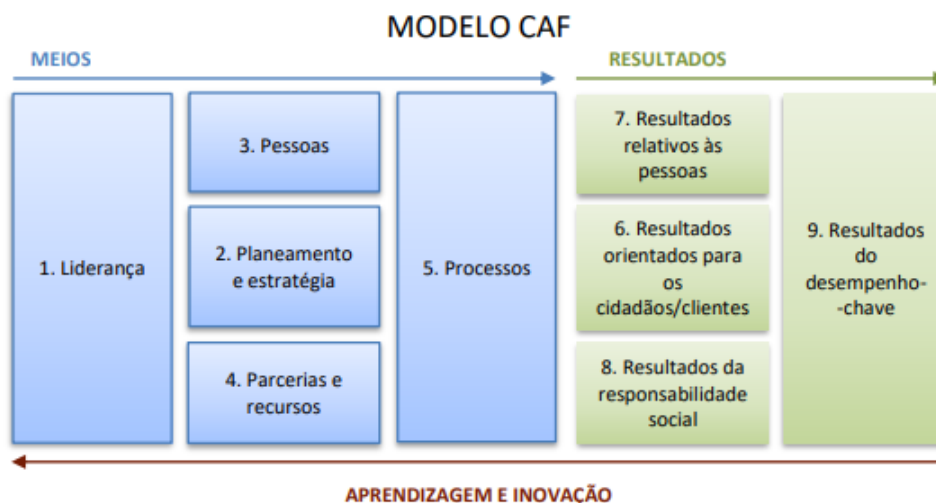 MODELO CAF
MEIOS
RESULTADOS
1. Liderança
3. Pessoas
2. Planeamento
e estratégia
4. Parcerias e
recursos
5. Processos
7. Resultados
relativos às
pessoas
6. Resultados
orientados para
os
cidadãos/clientes
8. Resultados da
responsabilidade
social
9. Resultados
do
desempenho-
-chave
APRENDIZAGEM E INOVAÇÃO